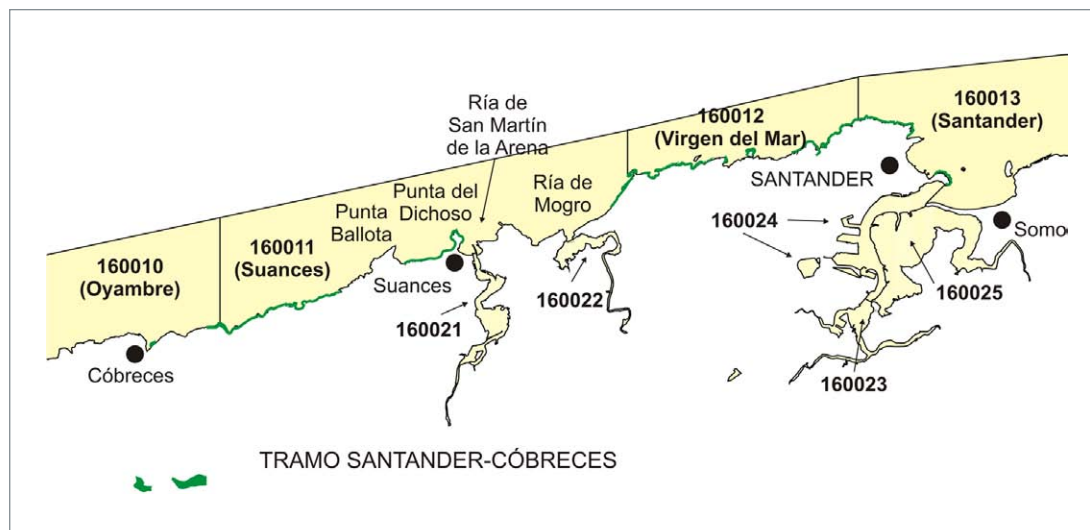 160013
(Santander)
160012
(Virgen del Mar)
Ría de
San Martín
de la Arena
SANTANDER
Punta del
Dichoso
Ría de
Mogro
Punta
Ballota
160024
Somo
160011
(Suances)
160010
(Oyambre)
Suances
160022
160025
160021
Cóbreces
160023
TRAMO SANTANDER-CÓBRECES